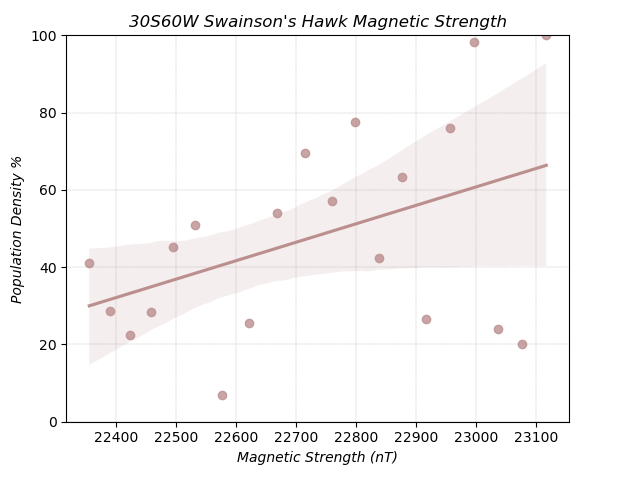 30S60W Swainson's Hawk Magnetic Strength
100
80
60
40
20
0
Population Density %
22400 22500 22600 22700 22800 22900 23000 23100
Magnetic Strength (nT)